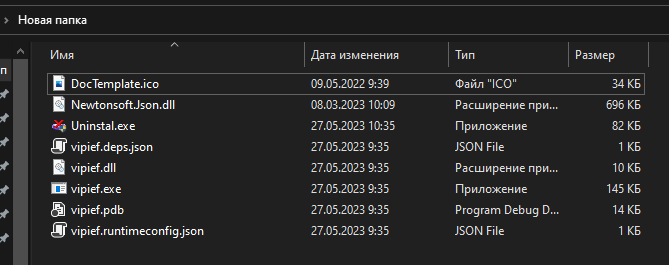 Новая папка
Имя Дата изменения Тип Размер
п
DocTemplate.ico 09.05.2022 9:39 Файл "ICO" 34 КБ
Newtonsoft.Json.dll 08.03.2023 10:09 Расширение при... 696 КБ
Uninstal.exe 27.05.2023 10:35 Приложение 82 КБ
vipief.deps.json 27.05.2023 9:35 JSON File 1 КБ
vipief.dll 27.05.2023 9:35 Расширение при... 10 КБ
vipief.exe 27.05.2023 9:35 Приложение 145 КБ
vipief.pdb 27.05.2023 9:35 Program Debug D... 14 КБ
vipief.runtimeconfig.json 27.05.2023 9:35 JSON File 1 КБ